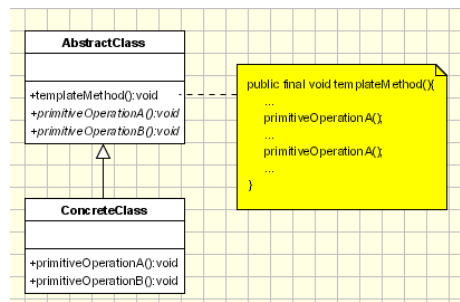 AbstractClass
+templateMethod():void
+primitiveOperationA():void
+primitiveOperationB():void
public final void templateMethod(){
...
primitiveOperationA();
...
primitiveOperationA();
...
}
ConcreteClass
+primitiveOperationA():void
+primitiveOperationB():void